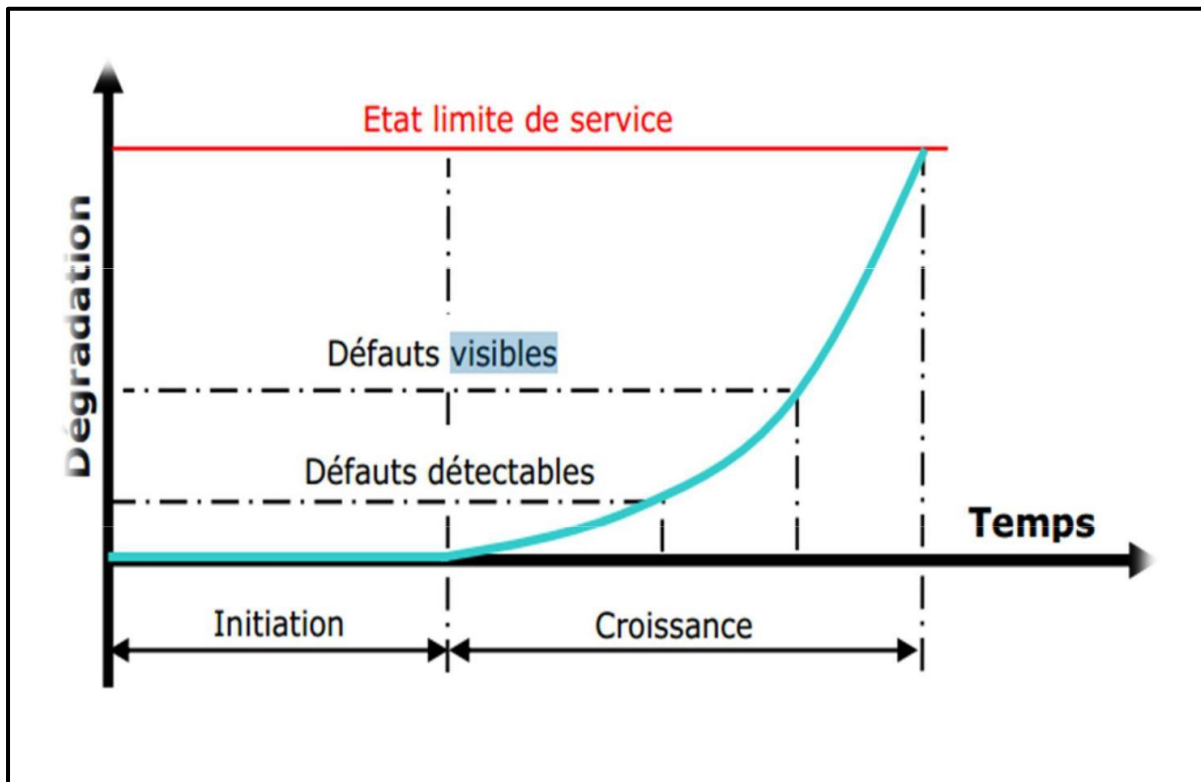 Etat limite de service
Dégradation
Défauts visibles
Défauts détectables
Temps
Initiation
Croissance